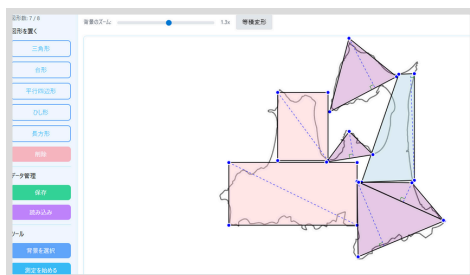 図形数: 7 / 8
図形を置く
三角形
台形
平行四辺形
ひし形
長方形
削除
データ管理
保存
読み込み
ツール
背景を選択
測定を始める
背景のズーム:
1.3x
等積変形